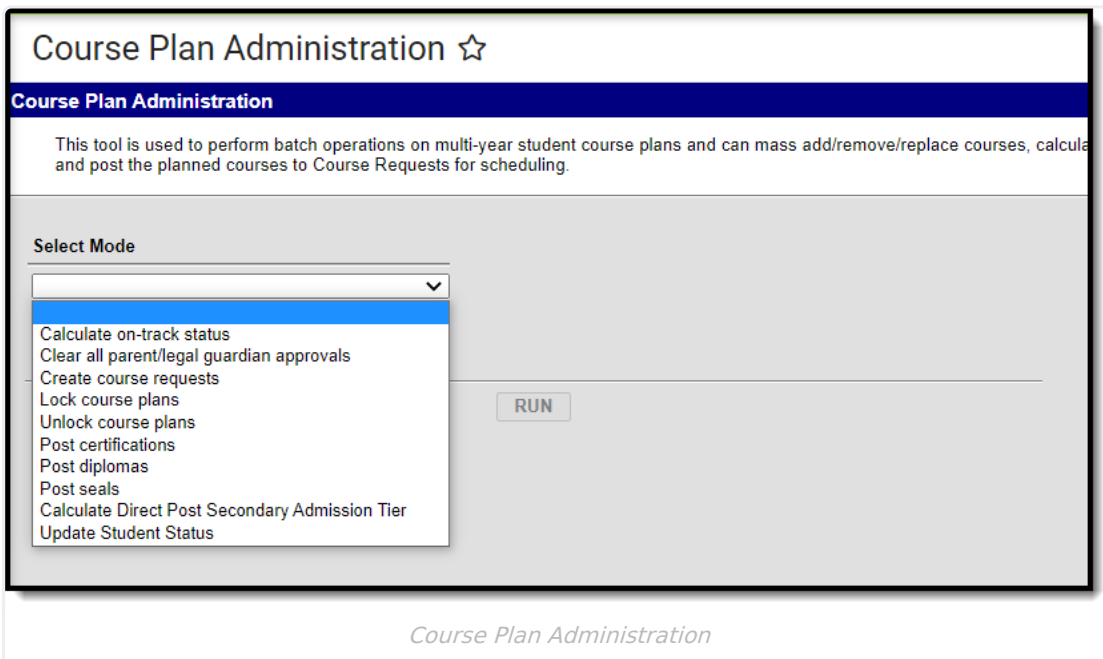 Course Plan Administration
Course Plan Administration
This tool is used to perform batch operations on multi-year student course plans and can mass add/remove/replace courses,
and post the planned courses to Course Requests for scheduling.
Select Mode
Calculate on-track status
Clear all parent/legal guardian approvals
Create course requests
Lock course plans
Unlock course plans
Post certifications
Post diplomas
Post seals
Calculate Direct Post Secondary Admission Tier
Update Student Status
RUN
Course Plan Administration